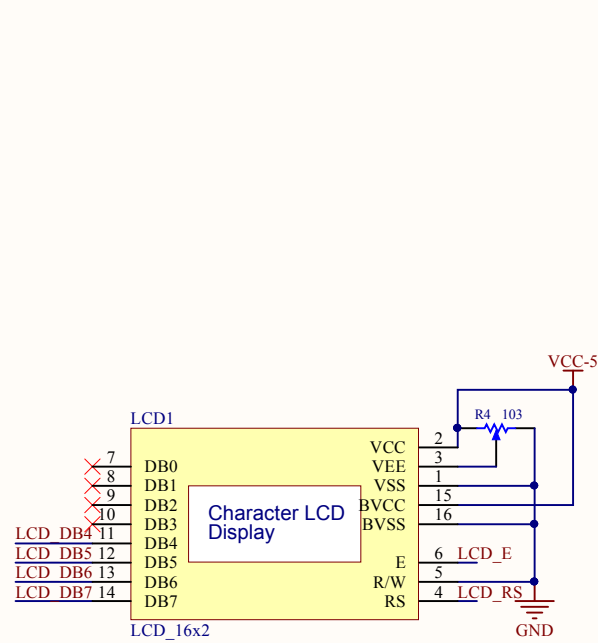 VCC-5
R4 103
LCD1
2 VCC
7 DB0
3 VEE
8 DB1
1 VSS
9 DB2
15 BVCC
10 DB3
16 BVSS
Character LCD
Display
LCD_DB4 11 DB4
LCD_DB5 12 DB5
E 6 LCD_E
LCD_DB6 13 DB6
R/W 5
LCD_DB7 14 DB7
RS 4 LCD_RS
LCD_16x2
GND